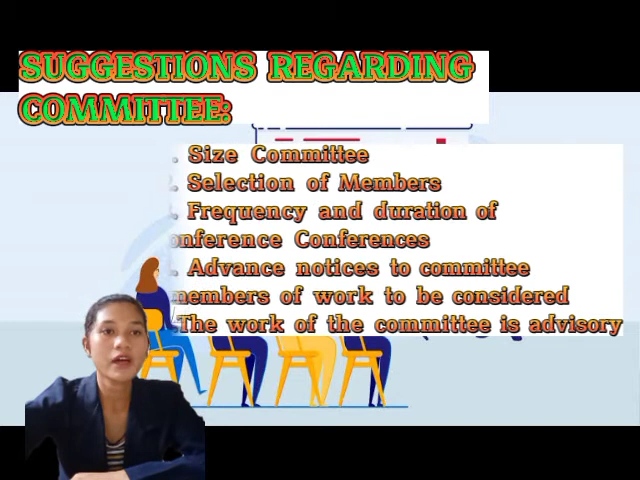 SUGGESTIONS REGARDING
COMMITTEE:
. Size Committee
. Selection of Members
. Frequency and duration of
onference Conferences
. Advance notices to committee
members of work to be considered
.The work of the committee is advisory